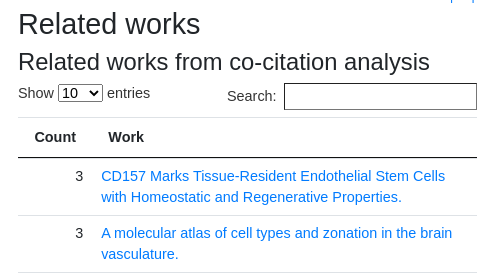 Related works
Related works from co-citation analysis
Show 10 entries
Search:
Count Work
3 CD157 Marks Tissue-Resident Endothelial Stem Cells
with Homeostatic and Regenerative Properties.
3 A molecular atlas of cell types and zonation in the brain
vasculature.